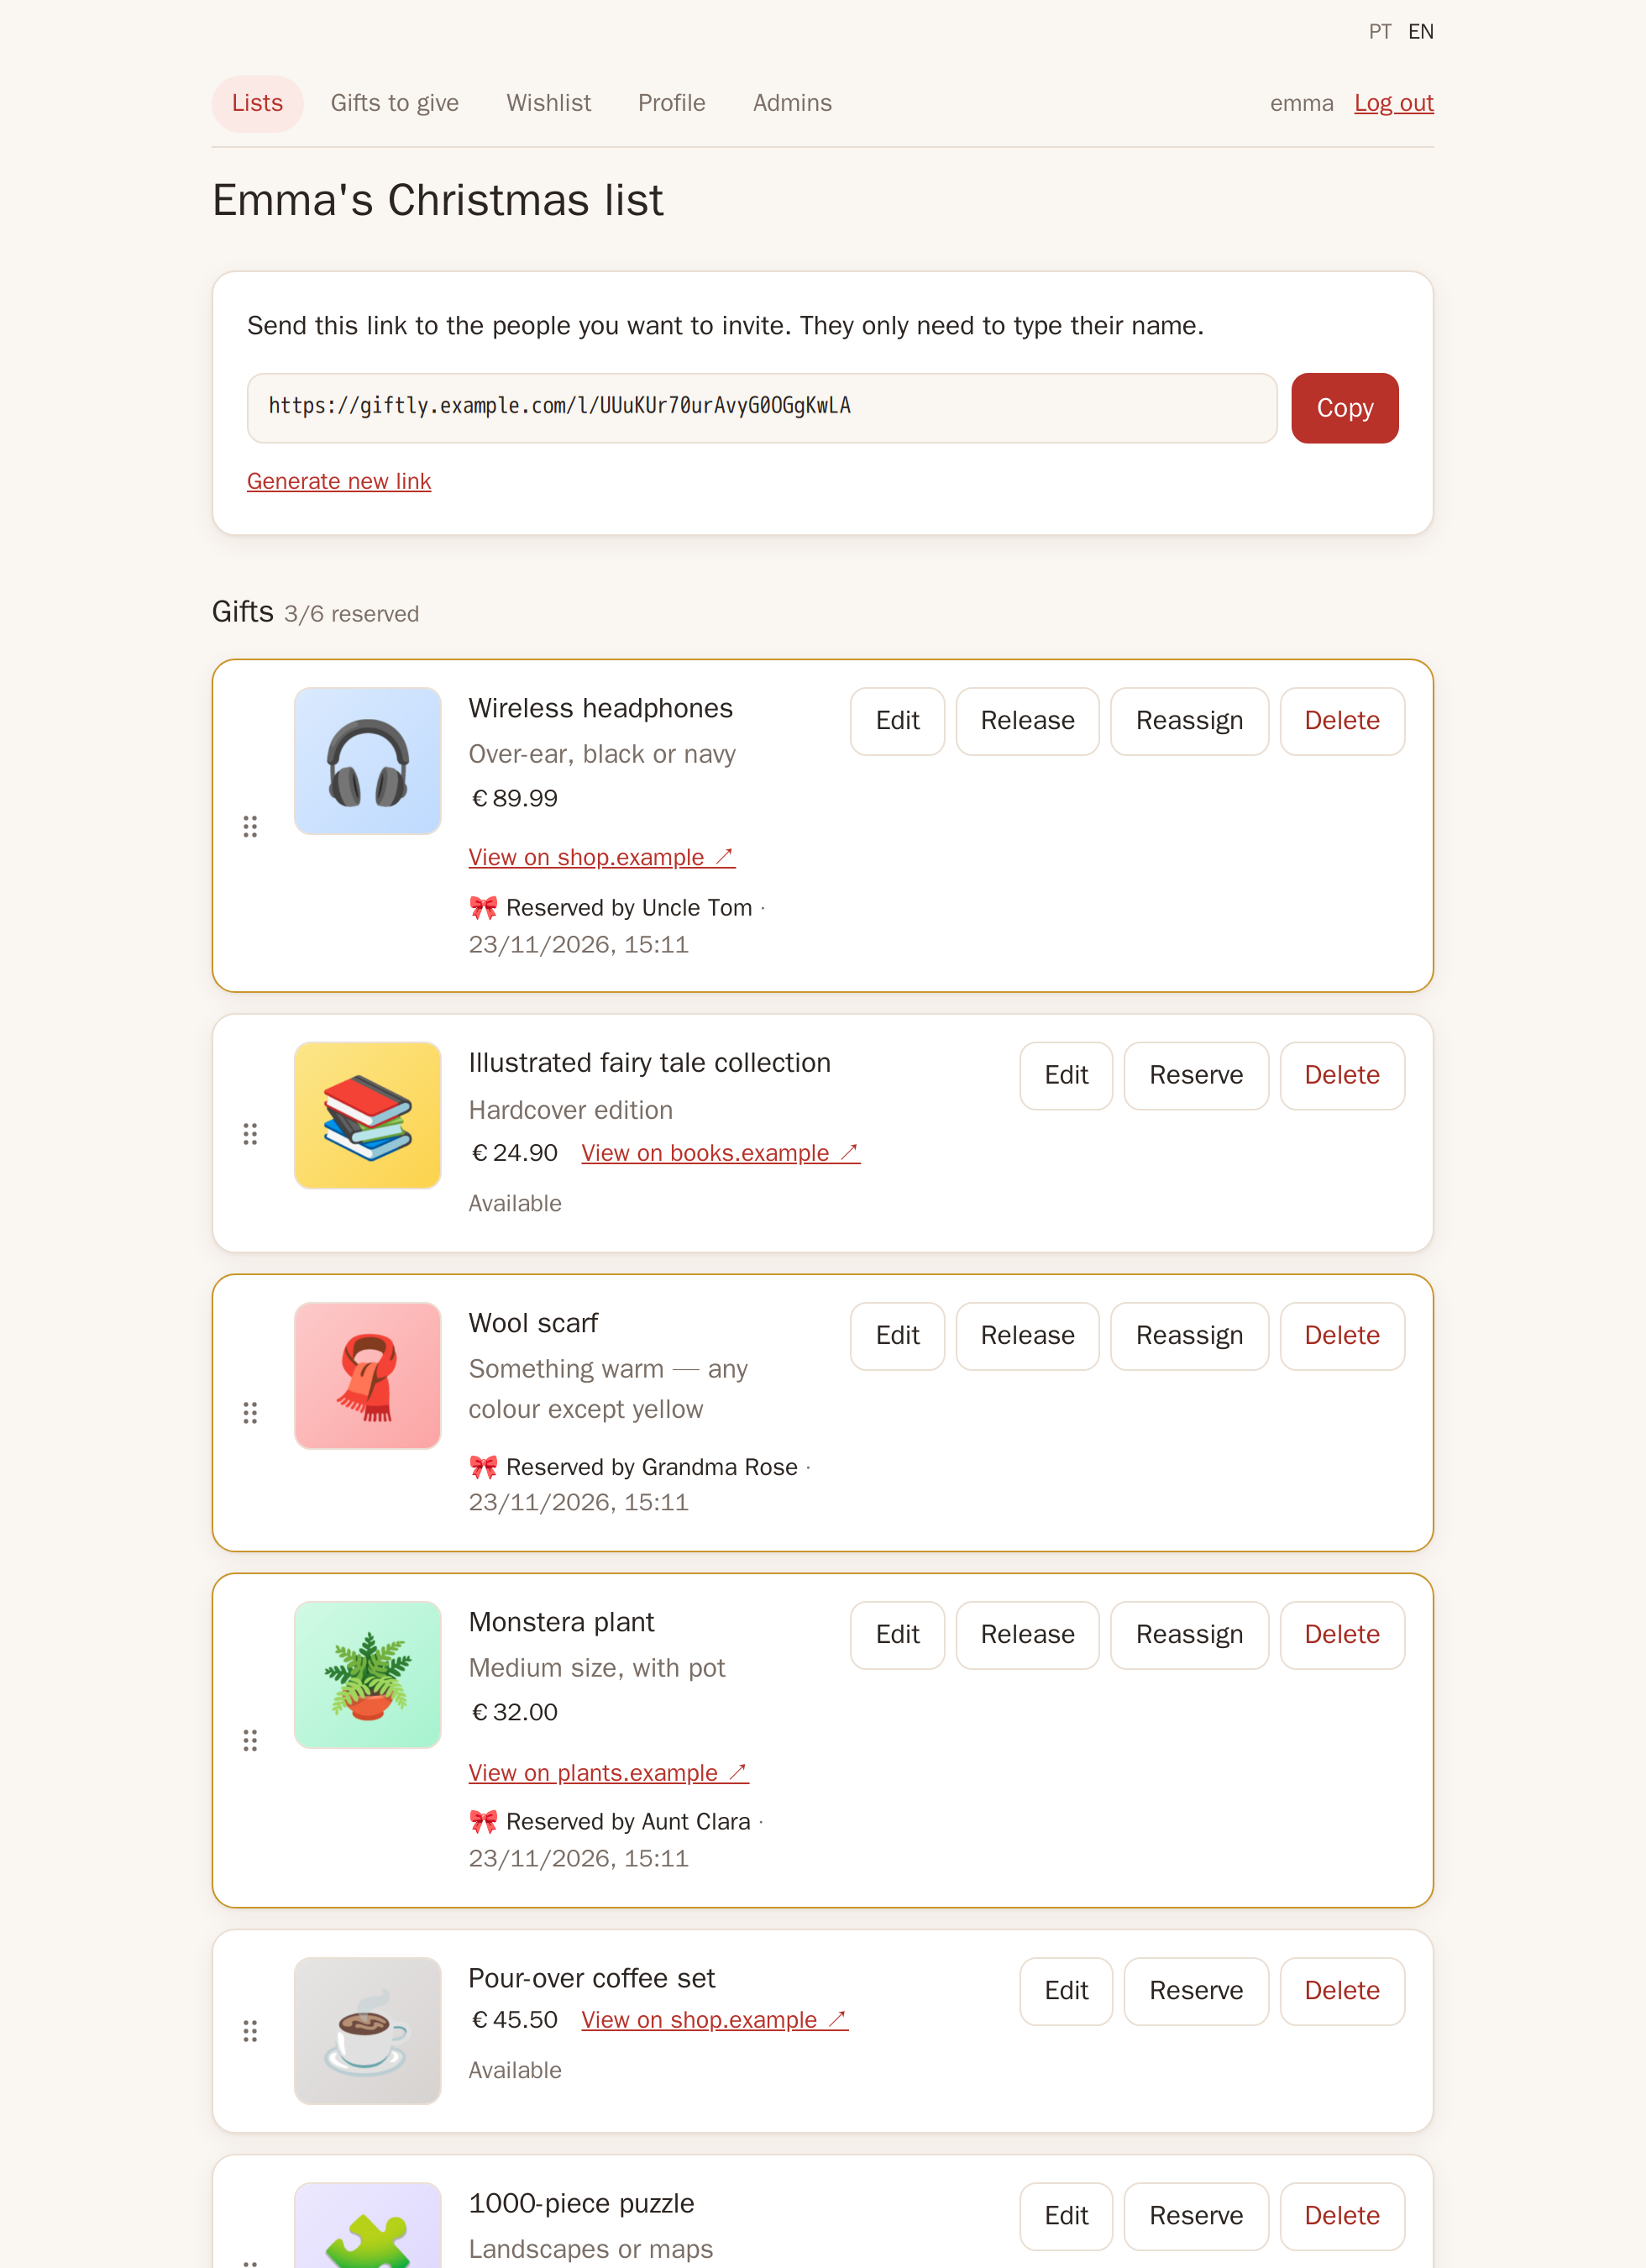 PT EN
Lists Gifts to give Wishlist Profile Admins emma Log out
Emma's Christmas list
Send this link to the people you want to invite. They only need to type their name.
https://giftly.example.com/l/UUuKUr70urAvyG0OGgKwLA Copy
Generate new link
Gifts 3/6 reserved
Wireless headphones Edit Release Reassign Delete
Over-ear, black or navy
€ 89.99
View on shop.example ↗
🎀 Reserved by Uncle Tom ·
23/11/2026, 15:11
Illustrated fairy tale collection Edit Reserve Delete
Hardcover edition
€ 24.90 View on books.example ↗
Available
Wool scarf Edit Release Reassign Delete
Something warm — any
colour except yellow
🎀 Reserved by Grandma Rose ·
23/11/2026, 15:11
Monstera plant Edit Release Reassign Delete
Medium size, with pot
€ 32.00
View on plants.example ↗
🎀 Reserved by Aunt Clara ·
23/11/2026, 15:11
Pour-over coffee set Edit Reserve Delete
€ 45.50 View on shop.example ↗
Available
1000-piece puzzle Edit Reserve Delete
Landscapes or maps